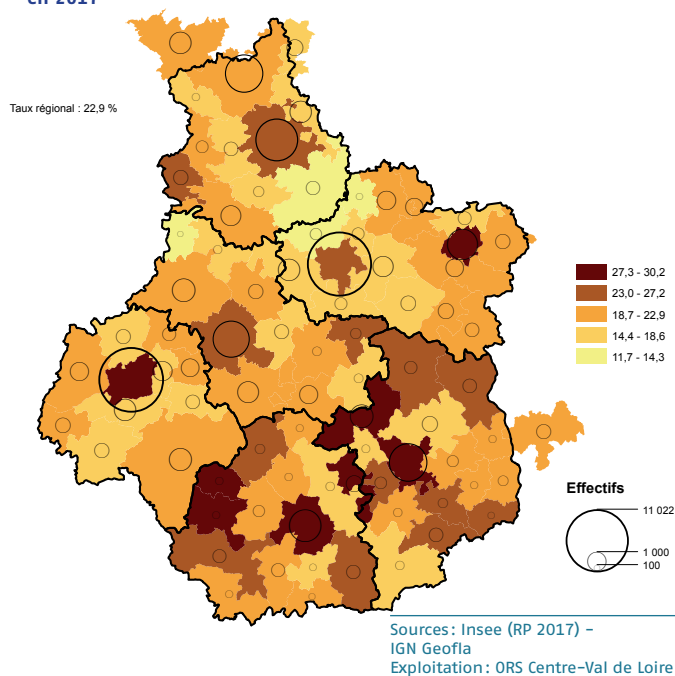 en 2017
Taux régional : 22,9 %
27,3 - 30,2
23,0 - 27,2
18,7 - 22,9
14,4 - 18,6
11,7 - 14,3
Effectifs
11 022
1 000
100
Sources : Insee (RP 2017) –
IGN Geofla
Exploitation : ORS Centre-Val de Loire